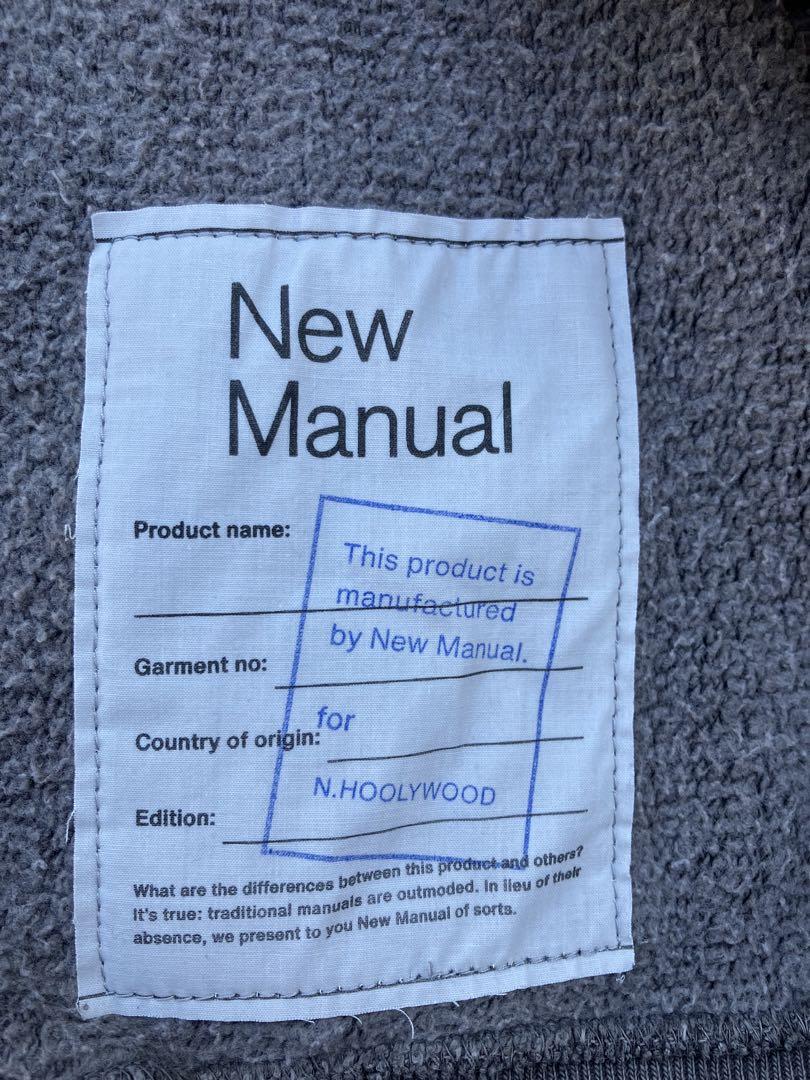 New
Manual
Product name:
This product is
manufactured
by New Manual.
Garment no:
for
Country of origin:
N.HOOLYWOOD
Edition:
What are the differences between this product and others?
It's true: traditional manuals are outmoded. In lieu of their
absence, we present to you New Manual of sorts.